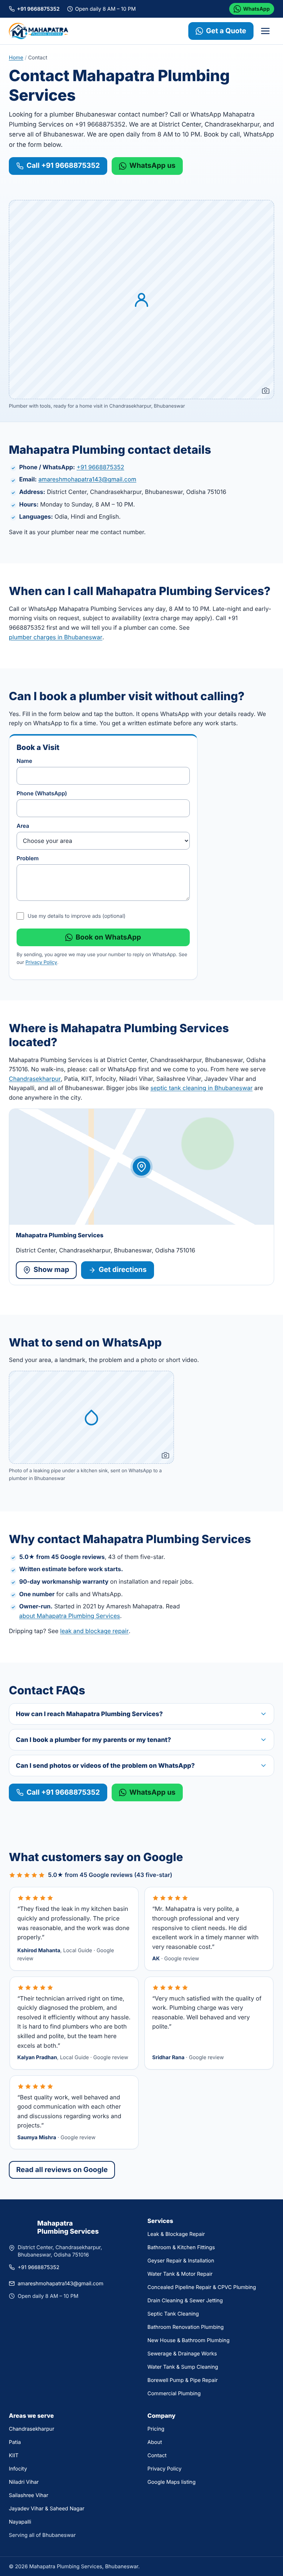 +91 9668875352 Open daily 8 AM – 10 PM WhatsApp
MAHAPATRA
Get a Quote
Home / Contact
Contact Mahapatra Plumbing
Services
Looking for a plumber Bhubaneswar contact number? Call or WhatsApp Mahapatra
Plumbing Services on +91 9668875352. We are at District Center, Chandrasekharpur, and
serve all of Bhubaneswar. We are open daily from 8 AM to 10 PM. Book by call, WhatsApp
or the form below.
Call +91 9668875352 WhatsApp us
Plumber with tools, ready for a home visit in Chandrasekharpur, Bhubaneswar
Mahapatra Plumbing contact details
Phone / WhatsApp: +91 9668875352
Email: amareshmohapatra143@gmail.com
Address: District Center, Chandrasekharpur, Bhubaneswar, Odisha 751016
Hours: Monday to Sunday, 8 AM – 10 PM.
Languages: Odia, Hindi and English.
Save it as your plumber near me contact number.
When can I call Mahapatra Plumbing Services?
Call or WhatsApp Mahapatra Plumbing Services any day, 8 AM to 10 PM. Late-night and early-
morning visits on request, subject to availability (extra charge may apply). Call +91
9668875352 first and we will tell you if a plumber can come. See
plumber charges in Bhubaneswar.
Can I book a plumber visit without calling?
Yes. Fill in the form below and tap the button. It opens WhatsApp with your details ready. We
reply on WhatsApp to fix a time. You get a written estimate before any work starts.
Book a Visit
Name
Phone (WhatsApp)
Area
Choose your area
Problem
Use my details to improve ads (optional)
Book on WhatsApp
By sending, you agree we may use your number to reply on WhatsApp. See
our Privacy Policy.
Where is Mahapatra Plumbing Services
located?
Mahapatra Plumbing Services is at District Center, Chandrasekharpur, Bhubaneswar, Odisha
751016. No walk-ins, please: call or WhatsApp first and we come to you. From here we serve
Chandrasekharpur, Patia, KIIT, Infocity, Niladri Vihar, Sailashree Vihar, Jayadev Vihar and
Nayapalli, and all of Bhubaneswar. Bigger jobs like septic tank cleaning in Bhubaneswar are
done anywhere in the city.
Mahapatra Plumbing Services
District Center, Chandrasekharpur, Bhubaneswar, Odisha 751016
Show map Get directions
What to send on WhatsApp
Send your area, a landmark, the problem and a photo or short video.
Photo of a leaking pipe under a kitchen sink, sent on WhatsApp to a
plumber in Bhubaneswar
Why contact Mahapatra Plumbing Services
5.0★ from 45 Google reviews, 43 of them five-star.
Written estimate before work starts.
90-day workmanship warranty on installation and repair jobs.
One number for calls and WhatsApp.
Owner-run. Started in 2021 by Amaresh Mahapatra. Read
about Mahapatra Plumbing Services.
Dripping tap? See leak and blockage repair.
Contact FAQs
How can I reach Mahapatra Plumbing Services?
Can I book a plumber for my parents or my tenant?
Can I send photos or videos of the problem on WhatsApp?
Call +91 9668875352 WhatsApp us
What customers say on Google
★★★★★ 5.0★ from 45 Google reviews (43 five-star)
★★★★★
“They fixed the leak in my kitchen basin
quickly and professionally. The price
was reasonable, and the work was done
properly.”
Kshirod Mahanta, Local Guide · Google
review
★★★★★
“Mr. Mahapatra is very polite, a
thorough professional and very
responsive to client needs. He did
excellent work in a timely manner with
very reasonable cost.”
AK · Google review
★★★★★
“Their technician arrived right on time,
quickly diagnosed the problem, and
resolved it efficiently without any hassle.
It is hard to find plumbers who are both
skilled and polite, but the team here
excels at both.”
Kalyan Pradhan, Local Guide · Google review
★★★★★
“Very much satisfied with the quality of
work. Plumbing charge was very
reasonable. Well behaved and very
polite.”
Sridhar Rana · Google review
★★★★★
“Best quality work, well behaved and
good communication with each other
and discussions regarding works and
projects.”
Saumya Mishra · Google review
Read all reviews on Google
Mahapatra
Plumbing Services
District Center, Chandrasekharpur,
Bhubaneswar, Odisha 751016
+91 9668875352
amareshmohapatra143@gmail.com
Open daily 8 AM – 10 PM
Services
Leak & Blockage Repair
Bathroom & Kitchen Fittings
Geyser Repair & Installation
Water Tank & Motor Repair
Concealed Pipeline Repair & CPVC Plumbing
Drain Cleaning & Sewer Jetting
Septic Tank Cleaning
Bathroom Renovation Plumbing
New House & Bathroom Plumbing
Sewerage & Drainage Works
Water Tank & Sump Cleaning
Borewell Pump & Pipe Repair
Commercial Plumbing
Areas we serve
Chandrasekharpur
Patia
KIIT
Infocity
Niladri Vihar
Sailashree Vihar
Jayadev Vihar & Saheed Nagar
Nayapalli
Serving all of Bhubaneswar
Company
Pricing
About
Contact
Privacy Policy
Google Maps listing
© 2026 Mahapatra Plumbing Services, Bhubaneswar.